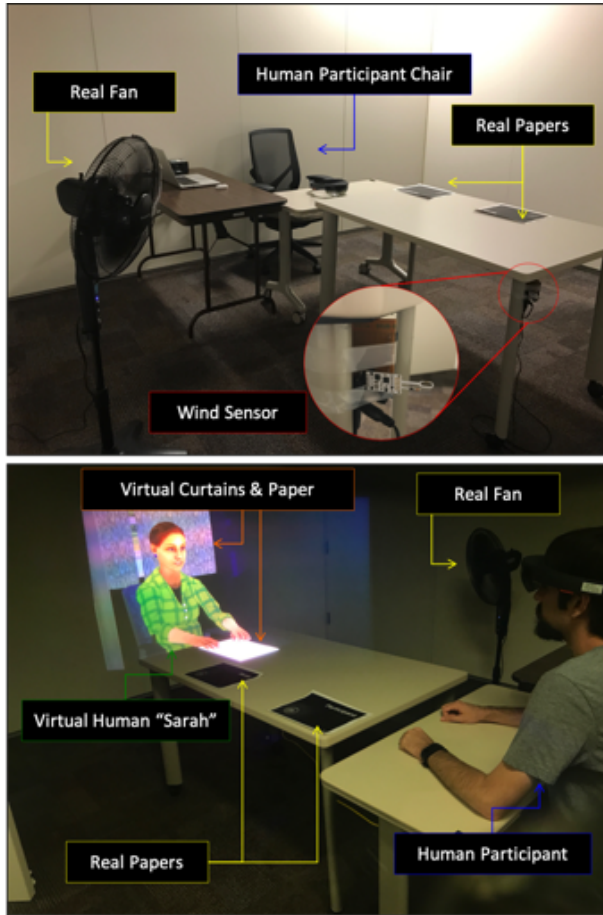 Human Participant Chair
Real Fan
Real Papers
Wind Sensor
Virtual Curtains & Paper
Real Fan
Virtual Human “Sarah”
Real Papers
Human Participant